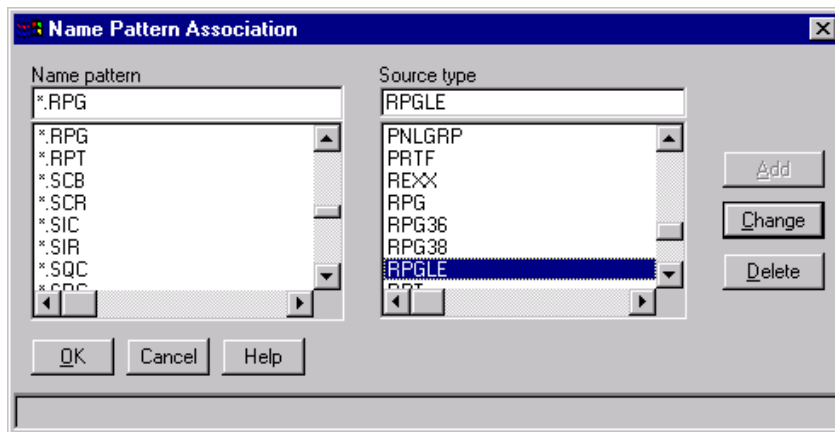 Name Pattern Association
Name pattern
*.RPG
*.RPG
*.RPT
*.SCB
*.SCR
*.SIC
*.SIR
*.SQC
Source type
RPGLE
PNLGRP
PRTF
REXX
RPG
RPG36
RPG38
RPGLE
Add
Change
Delete
OK
Cancel
Help